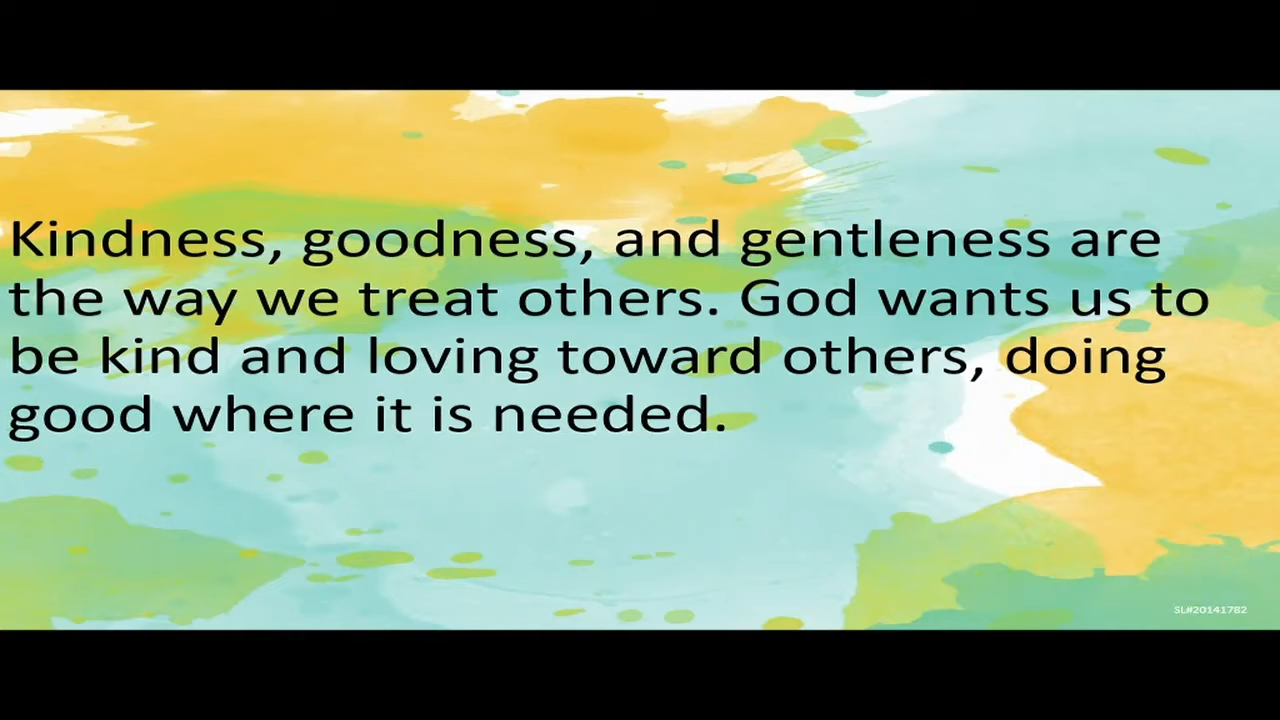 Kindness, goodness, and gentleness are
the way we treat others. God wants us to
be kind and loving toward others, doing
good where it is needed.
SL#20141782